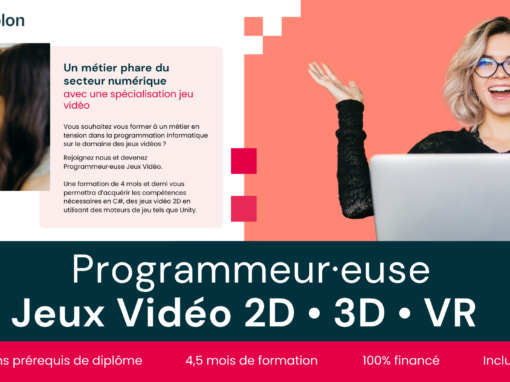 olon
Un métier phare du
secteur numérique
avec une spécialisation jeu
vidéo
Vous souhaitez vous former à un métier en
tension dans la programmation informatique
sur le domaine des jeux vidéos ?
Rejoignez nous et devenez
Programmeur·euse Jeux Vidéo.
Une formation de 4 mois et demi vous
permettra d'acquérir les compétences
nécessaires en C#, des jeux vidéo 2D en
utilisant des moteurs de jeu tels que Unity.
Programmeur·euse
Jeux Vidéo 2D • 3D • VR
ns prérequis de diplôme 4,5 mois de formation 100% financé Inclu